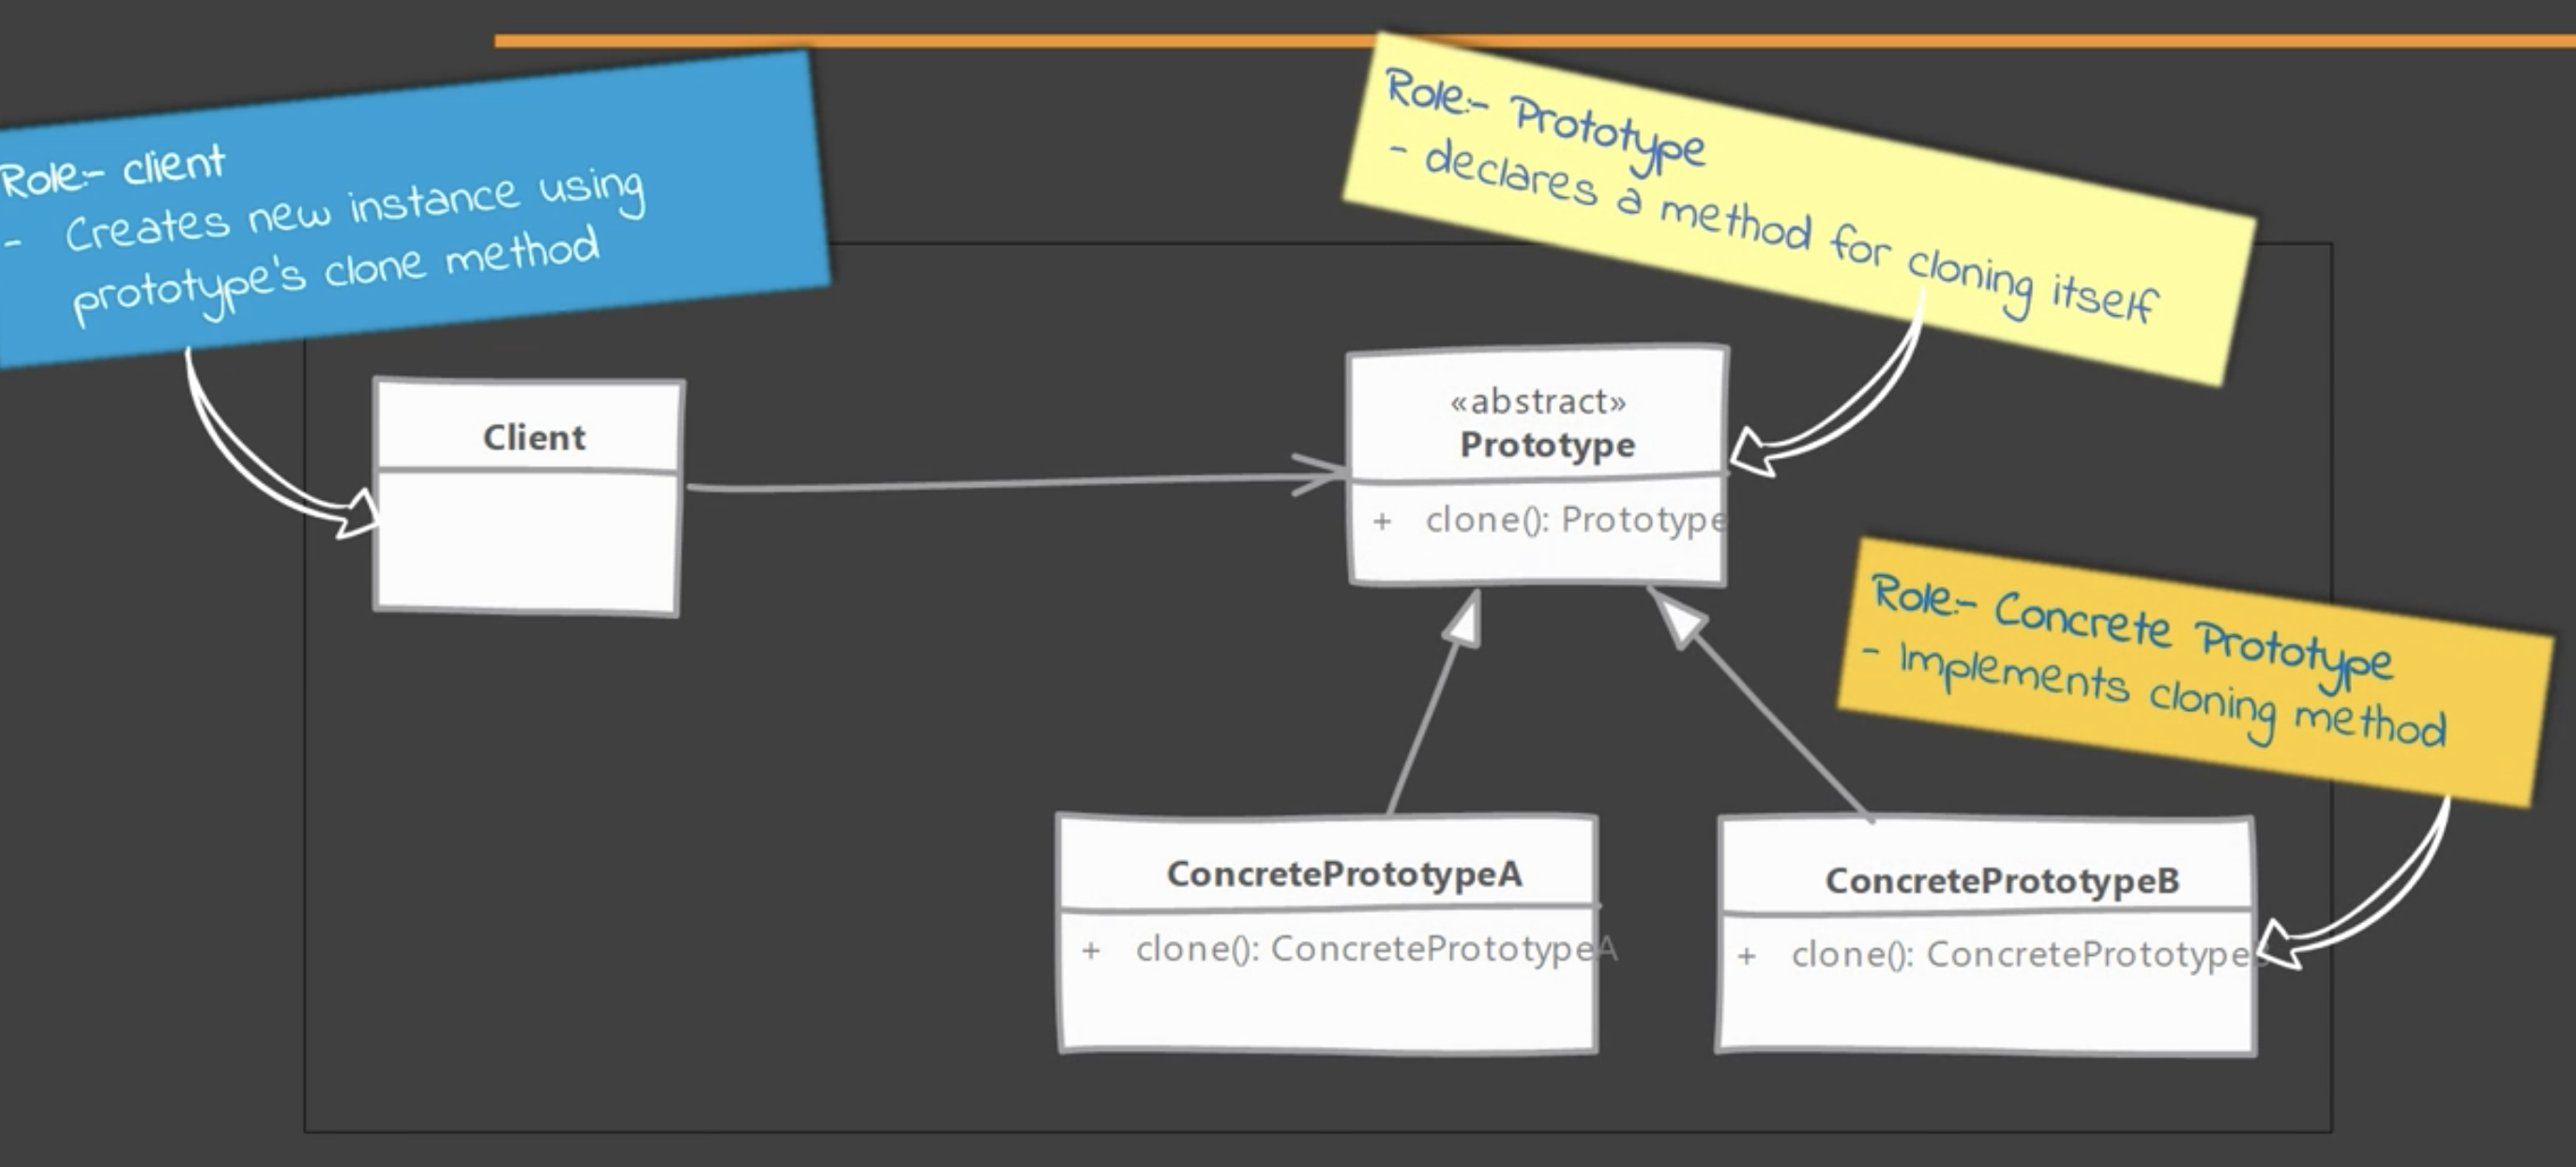 Role:- client
- Creates new instance using
prototype's clone method
Role:- Prototype
- declares a method for cloning itself
Client
«abstract»
Prototype
+ clone(): Prototype
Role:- Concrete Prototype
- Implements cloning method
ConcretePrototypeA
+ clone(): ConcretePrototypeA
ConcretePrototypeB
+ clone(): ConcretePrototype